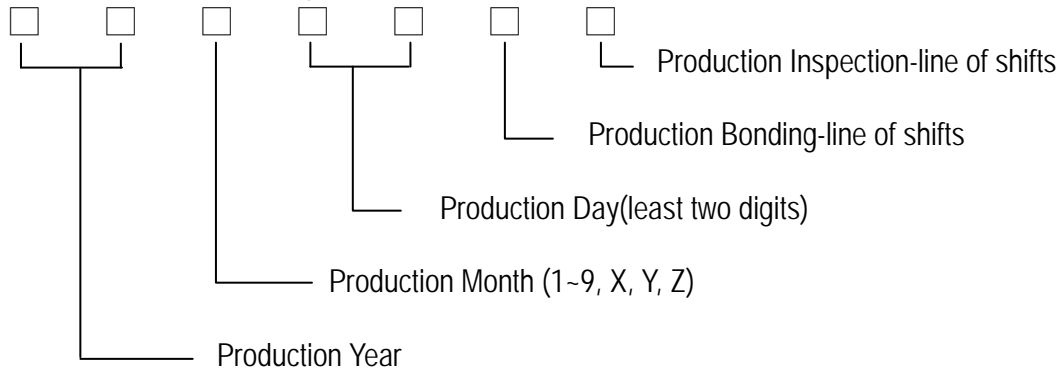 □ □ □ □ □ □ □
Production Inspection-line of shifts
Production Bonding-line of shifts
Production Day(least two digits)
Production Month (1~9, X, Y, Z)
Production Year